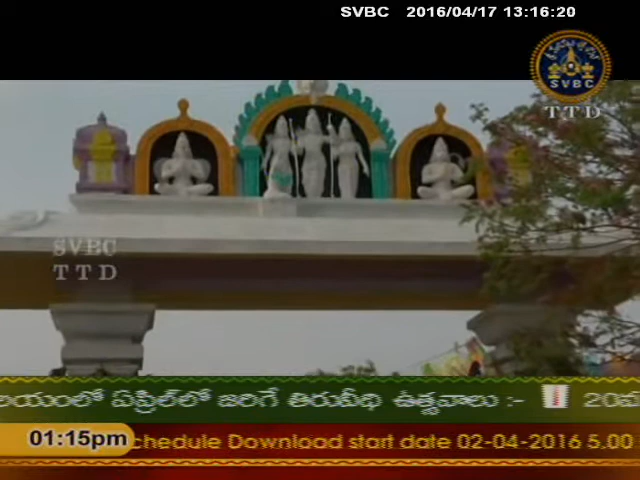 SVBC 2016/04/17 13:16:20
SVBC
TTD
SVBC
TTD
ఏప్రిల్‌లో జరిగే తిరువీధి ఉత్సవాలు :-
01:15pm chedule Download start date 02-04-2016 5.00